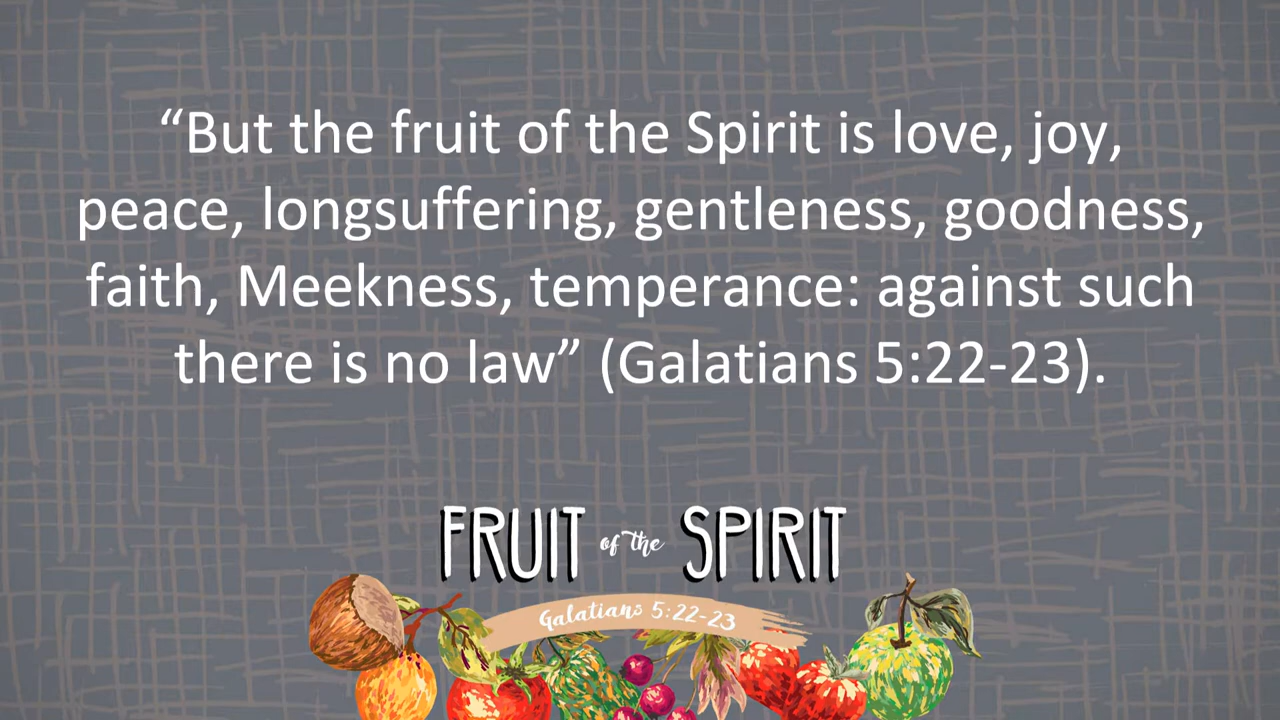 “But the fruit of the Spirit is love, joy,
peace, longsuffering, gentleness, goodness,
faith, Meekness, temperance: against such
there is no law” (Galatians 5:22-23).
FRUIT of the SPIRIT
Galatians 5:22-23